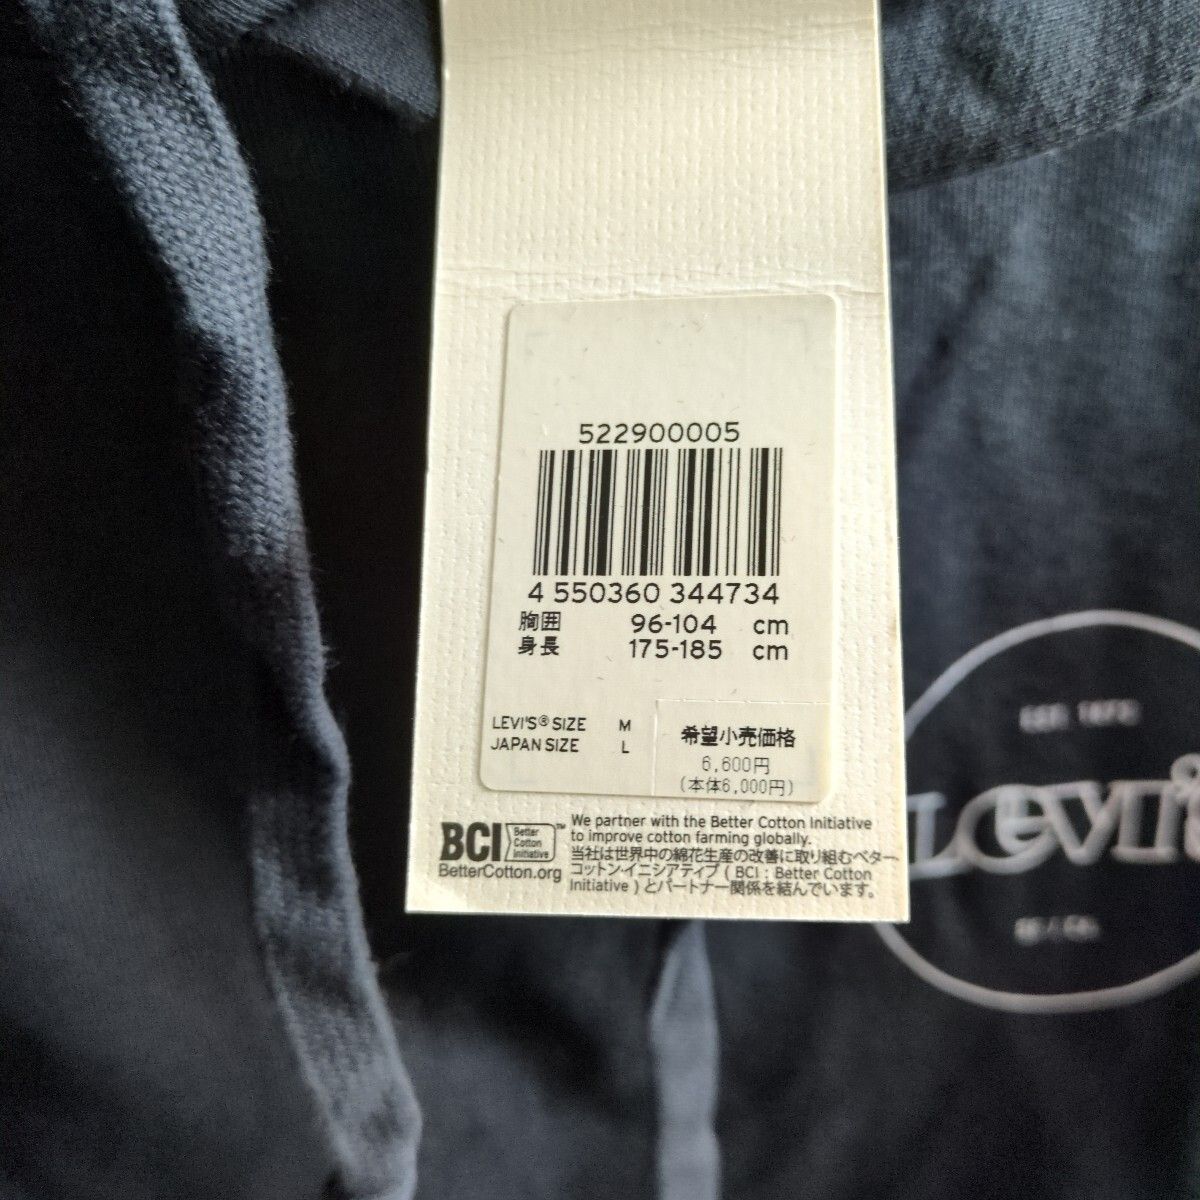 522900005
4 550360 344734
胸囲 96-104 cm
身長 175-185 cm
LEVI'S® SIZE M
JAPAN SIZE L
希望小売価格
6,600円
(本体6,000円)
BCI Better Cotton Initiative™
BetterCotton.org
We partner with the Better Cotton Initiative
to improve cotton farming globally.
当社は世界中の綿花生産の改善に取り組むベター
コットン・イニシアティブ ( BCI : Better Cotton
Initiative ) とパートナー関係を結んでいます。
EST. 1873
Levi's